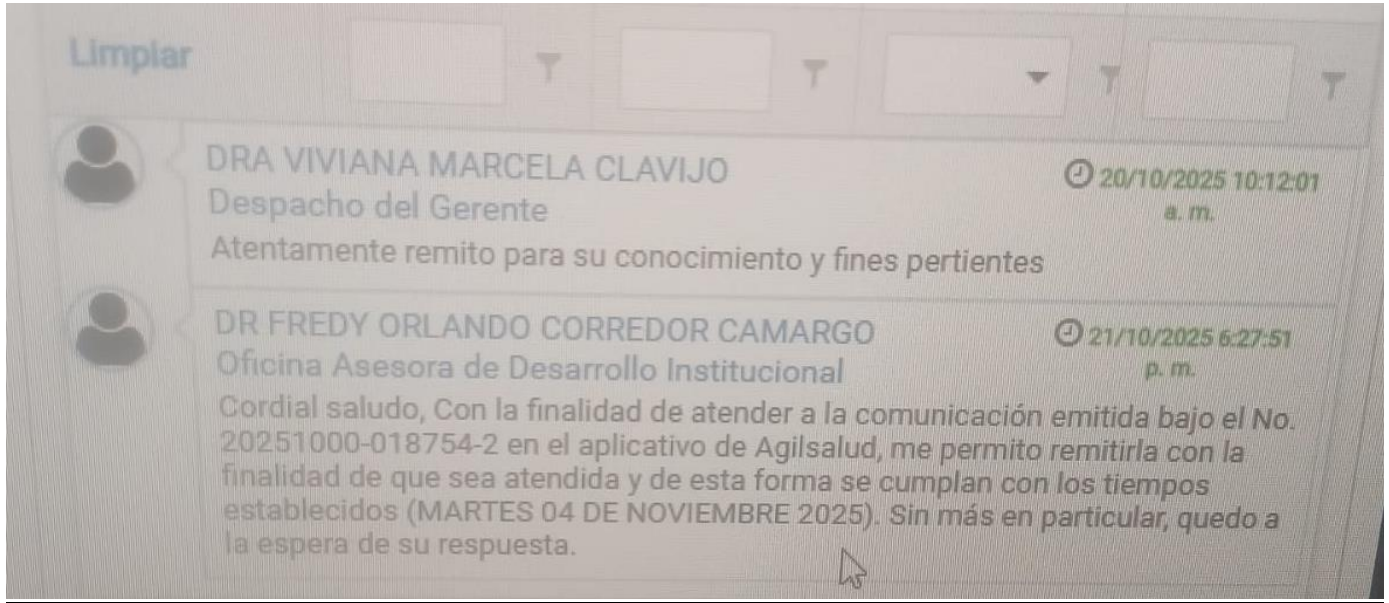 Limpiar
DRA VIVIANA MARCELA CLAVIJO
20/10/2025 10:12:01
a. m.
Despacho del Gerente
Atentamente remito para su conocimiento y fines pertientes
DR FREDY ORLANDO CORREDOR CAMARGO
21/10/2025 6:27:51
p. m.
Oficina Asesora de Desarrollo Institucional
Cordial saludo, Con la finalidad de atender a la comunicación emitida bajo el No.
20251000-018754-2 en el aplicativo de Agilsalud, me permito remitirla con la
finalidad de que sea atendida y de esta forma se cumplan con los tiempos
establecidos (MARTES 04 DE NOVIEMBRE 2025). Sin más en particular, quedo a
la espera de su respuesta.